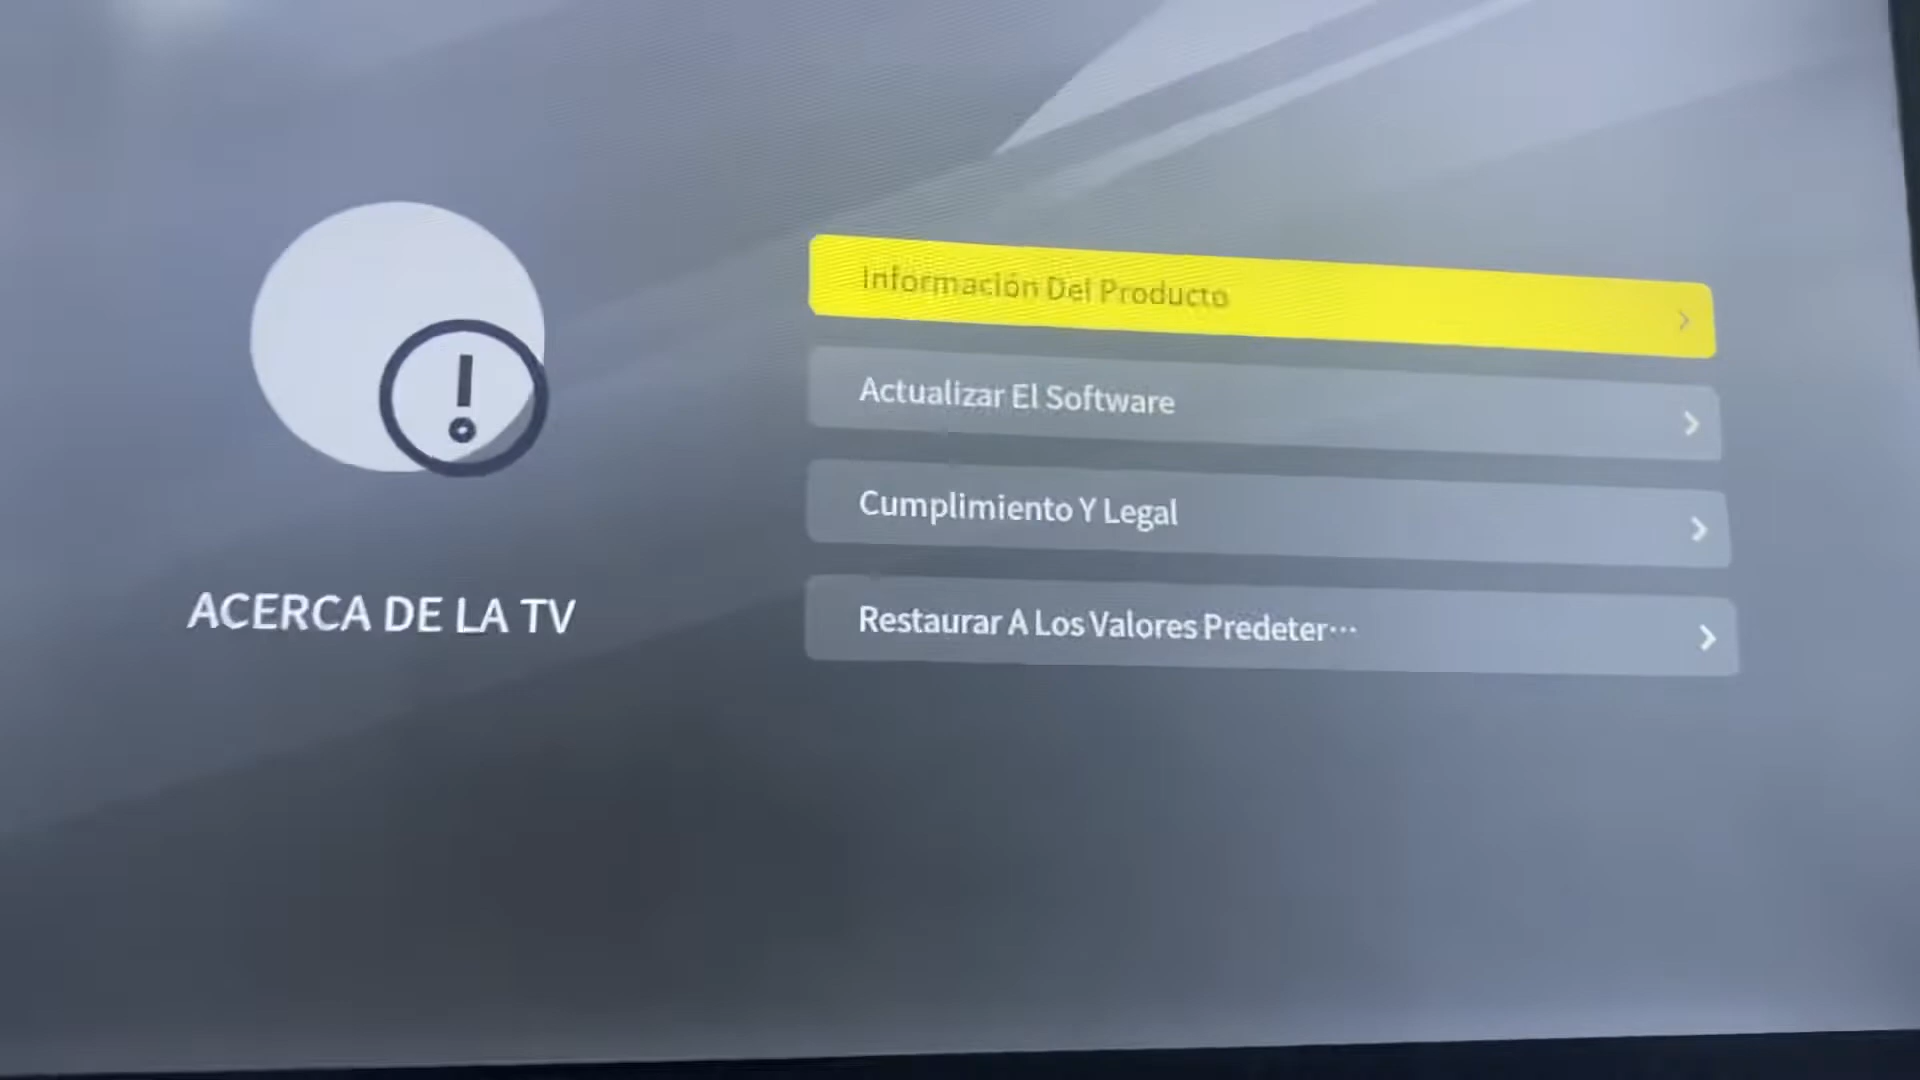 ACERCA DE LA TV
Información Del Producto
Actualizar El Software
Cumplimiento Y Legal
Restaurar A Los Valores Predeter···